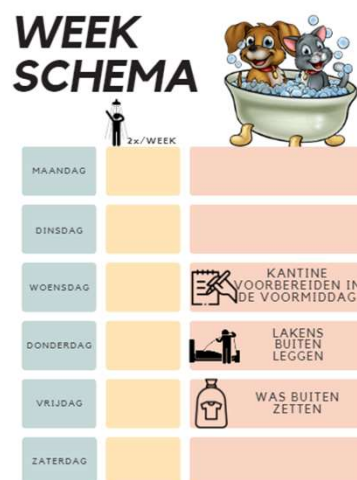 WEEK
SCHEMA
2x/WEEK
MAANDAG
DINSDAG
WOENSDAG
KANTINE
VOORBEREIDEN IN
DE VOORMIDDAG
DONDERDAG
LAKENS
BUITEN
LEGGEN
VRIJDAG
WAS BUITEN
ZETTEN
ZATERDAG